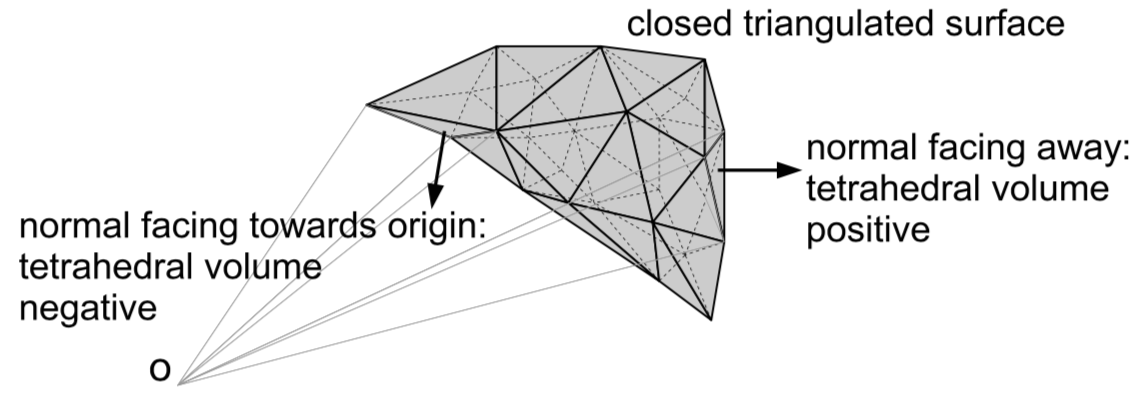 closed triangulated surface
normal facing away:
tetrahedral volume
positive
normal facing towards origin:
tetrahedral volume
negative
O